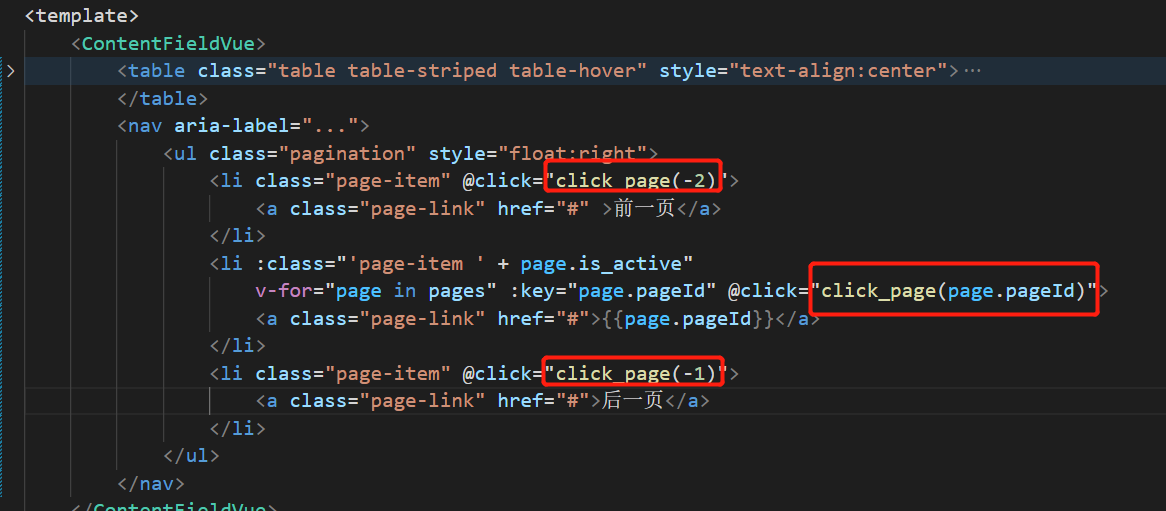 <template>
<ContentFieldVue>
<table class="table table-striped table-hover" style="text-align:center">…
</table>
<nav aria-label="...">
<ul class="pagination" style="float:right">
<li class="page-item" @click="click_page(-2)">
<a class="page-link" href="#" >前一页</a>
</li>
<li :class="'page-item ' + page.is_active"
v-for="page in pages" :key="page.pageId" @click="click_page(page.pageId)">
<a class="page-link" href="#">{{page.pageId}}</a>
</li>
<li class="page-item" @click="click_page(-1)">
<a class="page-link" href="#">后一页</a>
</li>
</ul>
</nav>
</ContentFieldVue>